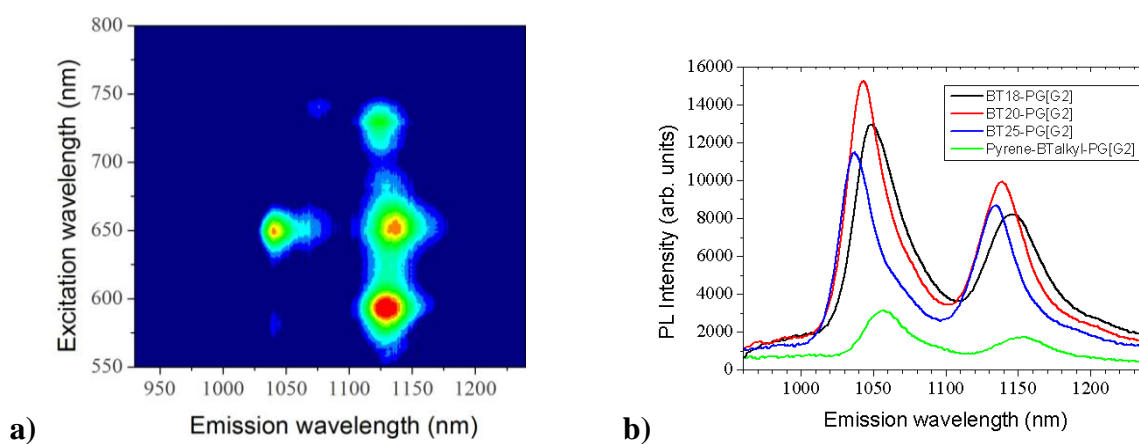 800
750
700
650
600
550
Excitation wavelength (nm)
950 1000 1050 1100 1150 1200
Emission wavelength (nm)
a)
16000
14000
12000
10000
8000
6000
4000
2000
0
PL Intensity (arb. units)
BT18-PG[G2]
BT20-PG[G2]
BT25-PG[G2]
Pyrene-BTalkyl-PG[G2]
1000 1050 1100 1150 1200
Emission wavelength (nm)
b)